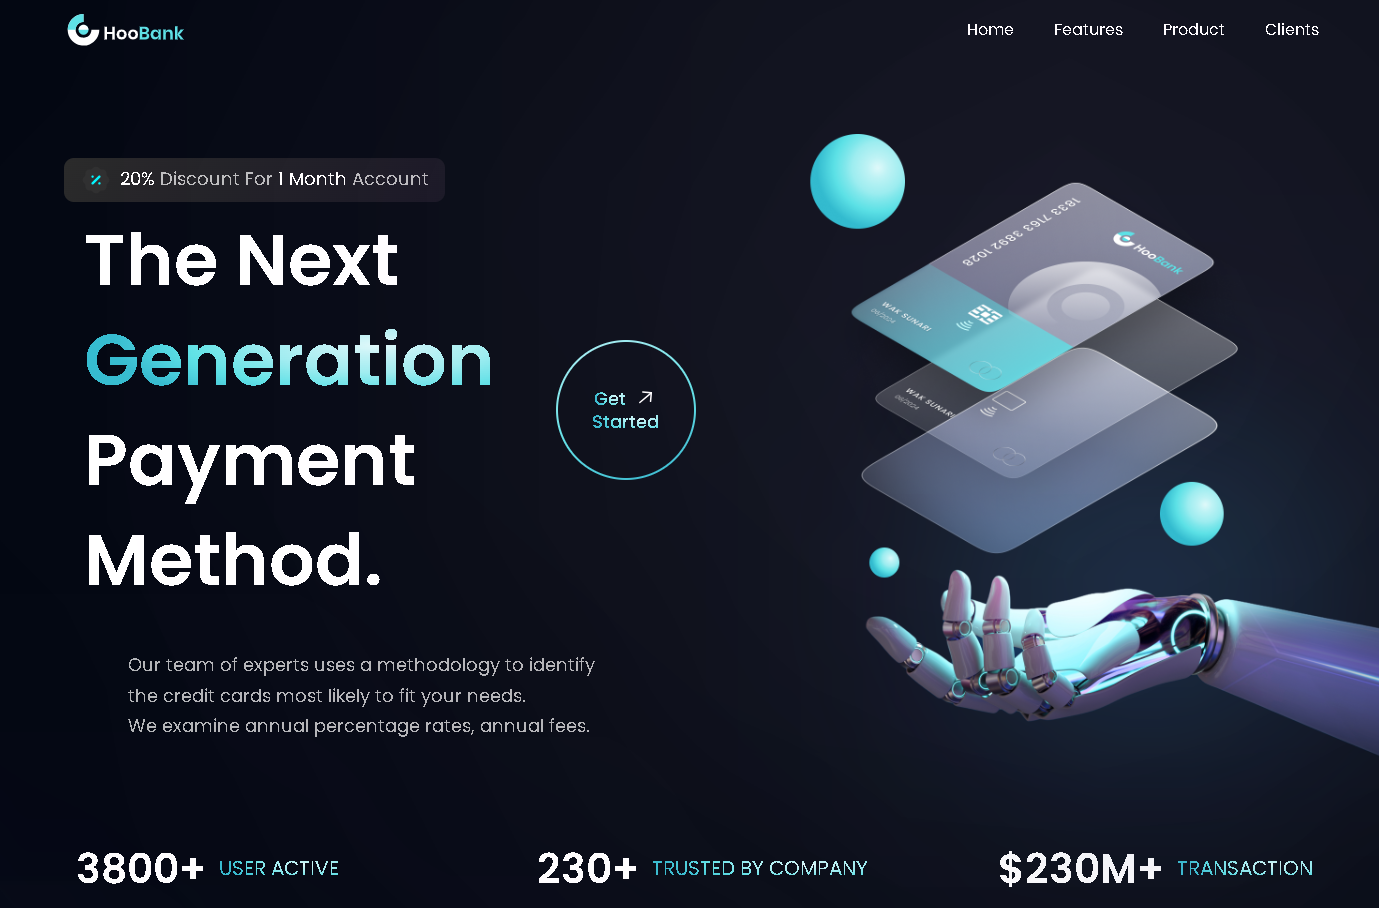 HooBank
Home
Features
Product
Clients
20% Discount For 1 Month Account
The Next
Generation
Payment
Method.
Get
Started
1833 7163 3892 1028
HooBank
WAK SUNARI
06/2024
WAK SUNARI
06/2024
Our team of experts uses a methodology to identify
the credit cards most likely to fit your needs.
We examine annual percentage rates, annual fees.
3800+ USER ACTIVE
230+ TRUSTED BY COMPANY
$230M+ TRANSACTION